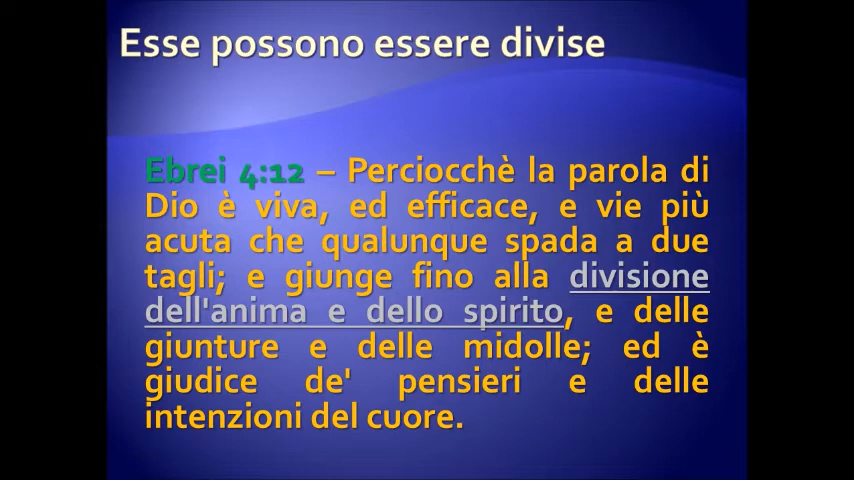 Esse possono essere divise
Ebrei 4:12 – Perciocchè la parola di
Dio è viva, ed efficace, e vie più
acuta che qualunque spada a due
tagli; e giunge fino alla divisione
dell'anima e dello spirito, e delle
giunture e delle midolle; ed è
giudice de' pensieri e delle
intenzioni del cuore.